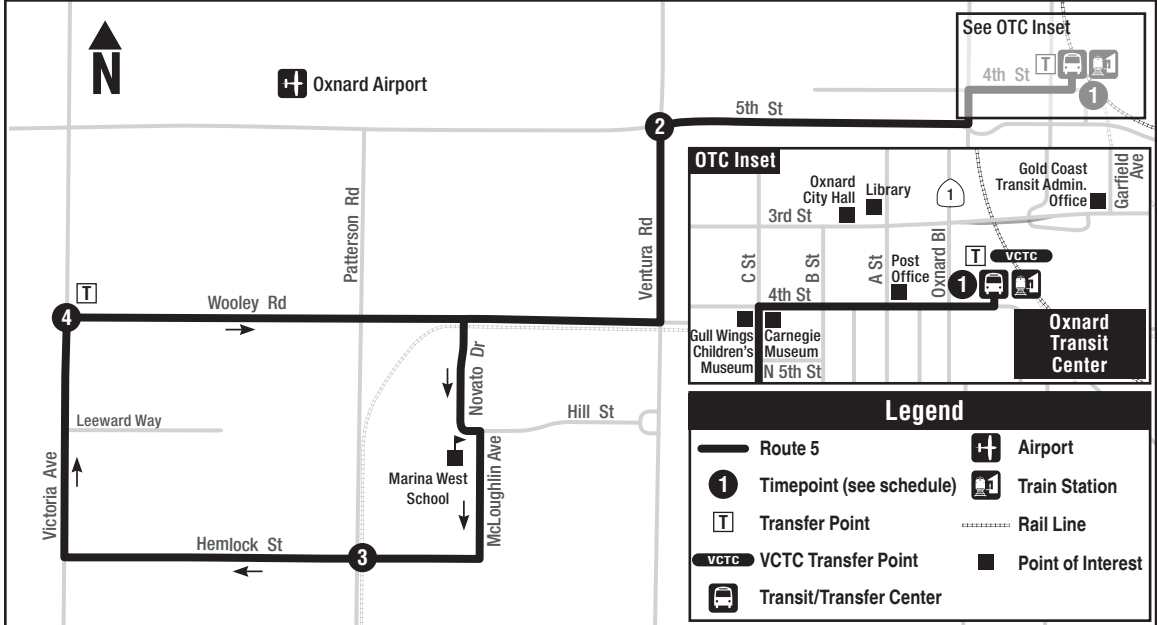 See OTC Inset
T
4th St
1
N
Oxnard Airport
5th St
2
OTC Inset
Gold Coast
Transit Admin.
Office
Garfield
Ave
Oxnard
City Hall
Library
1
3rd St
Patterson Rd
Ventura Rd
C St
B St
A St
Post
Office
Oxnard Bl
T
VCTC
1
4th St
T
Wooley Rd
4
Gull Wings
Children's
Museum
Carnegie
Museum
N 5th St
Oxnard
Transit
Center
Novato Dr
Leeward Way
Hill St
Victoria Ave
Marina West
School
McLoughlin Ave
Hemlock St
3
Legend
Route 5
Airport
1
Timepoint (see schedule)
Train Station
T
Transfer Point
Rail Line
VCTC
VCTC Transfer Point
Point of Interest
Transit/Transfer Center